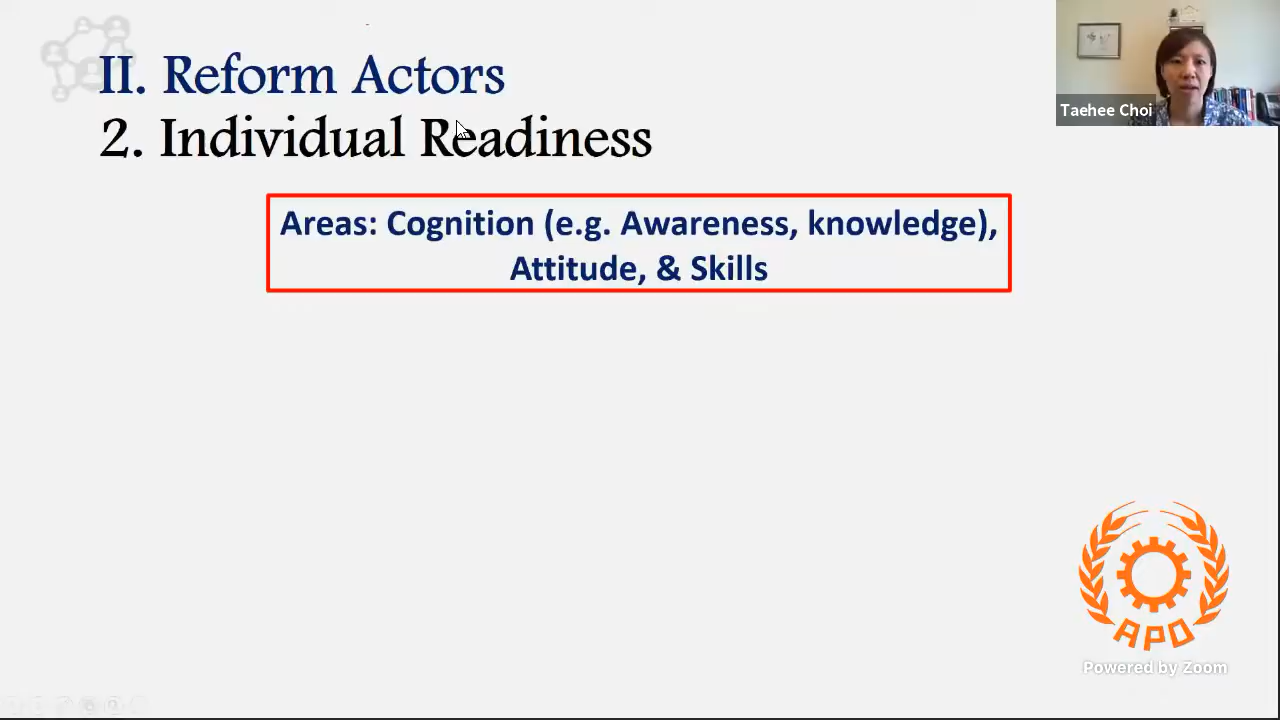 II. Reform Actors
2. Individual Readiness
Areas: Cognition (e.g. Awareness, knowledge),
Attitude, & Skills
Taehee Choi
APO
Powered by Zoom